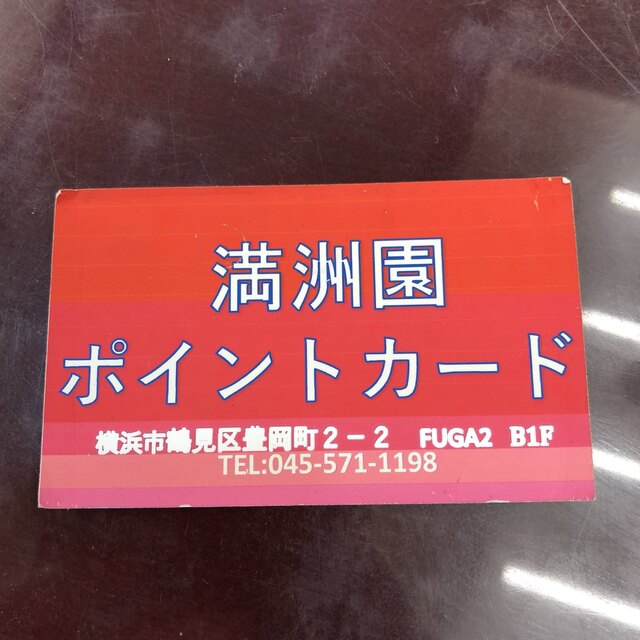 満洲園
ポイントカード
横浜市鶴見区豊岡町２－２ FUGA2 B1F
TEL:045-571-1198